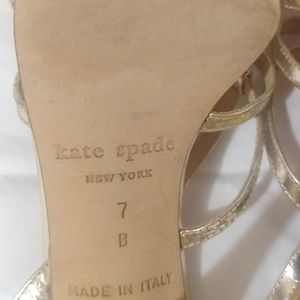 kate spade
NEW YORK
7
B
MADE IN ITALY